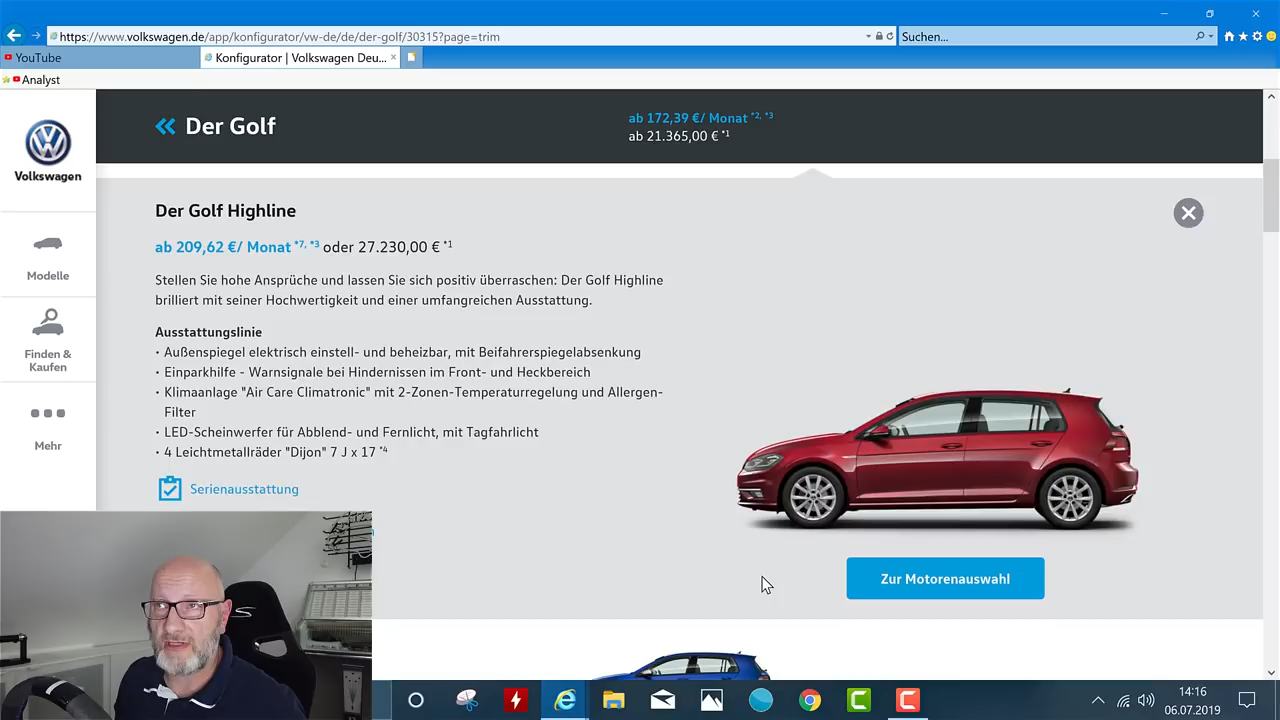 https://www.volkswagen.de/app/konfigurator/vw-de/de/der-golf/30315?page=trim
Suchen...
YouTube
Konfigurator | Volkswagen Deu...
Analyst
Volkswagen
Modelle
Finden &
Kaufen
Mehr
Der Golf
ab 172,39 €/ Monat *2, *3
ab 21.365,00 € *1
Der Golf Highline
ab 209,62 €/ Monat *7, *3 oder 27.230,00 € *1
Stellen Sie hohe Ansprüche und lassen Sie sich positiv überraschen: Der Golf Highline
brilliert mit seiner Hochwertigkeit und einer umfangreichen Ausstattung.
Ausstattungslinie
• Außenspiegel elektrisch einstell- und beheizbar, mit Beifahrerspiegelabsenkung
• Einparkhilfe - Warnsignale bei Hindernissen im Front- und Heckbereich
• Klimaanlage "Air Care Climatronic" mit 2-Zonen-Temperaturregelung und Allergen-
Filter
• LED-Scheinwerfer für Abblend- und Fernlicht, mit Tagfahrlicht
• 4 Leichtmetallräder "Dijon" 7 J x 17 *4
Serienausstattung
Zur Motorenauswahl
14:16
06.07.2019